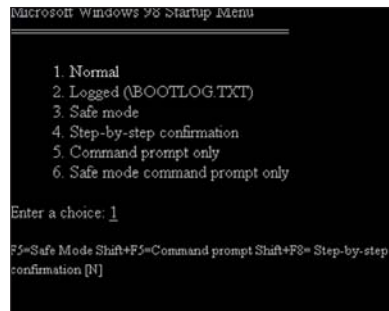 Microsoft Windows 98 Startup Menu
1. Normal
2. Logged (\BOOTLOG.TXT)
3. Safe mode
4. Step-by-step confirmation
5. Command prompt only
6. Safe mode command prompt only
Enter a choice: 1
F5=Safe Mode Shift+F5=Command prompt Shift+F8= Step-by-step
confirmation [N]